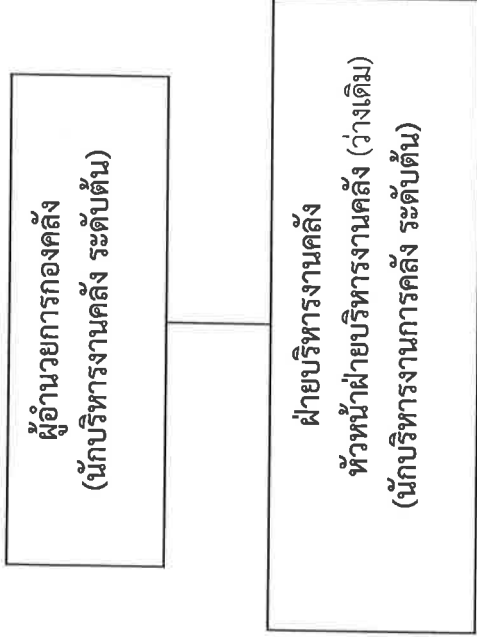 ผู้อำนวยการกองคลัง
(นักบริหารงานคลัง ระดับต้น)
ฝ่ายบริหารงานคลัง
หัวหน้าฝ่ายบริหารงานคลัง (ว่างเดิม)
(นักบริหารงานการคลัง ระดับต้น)